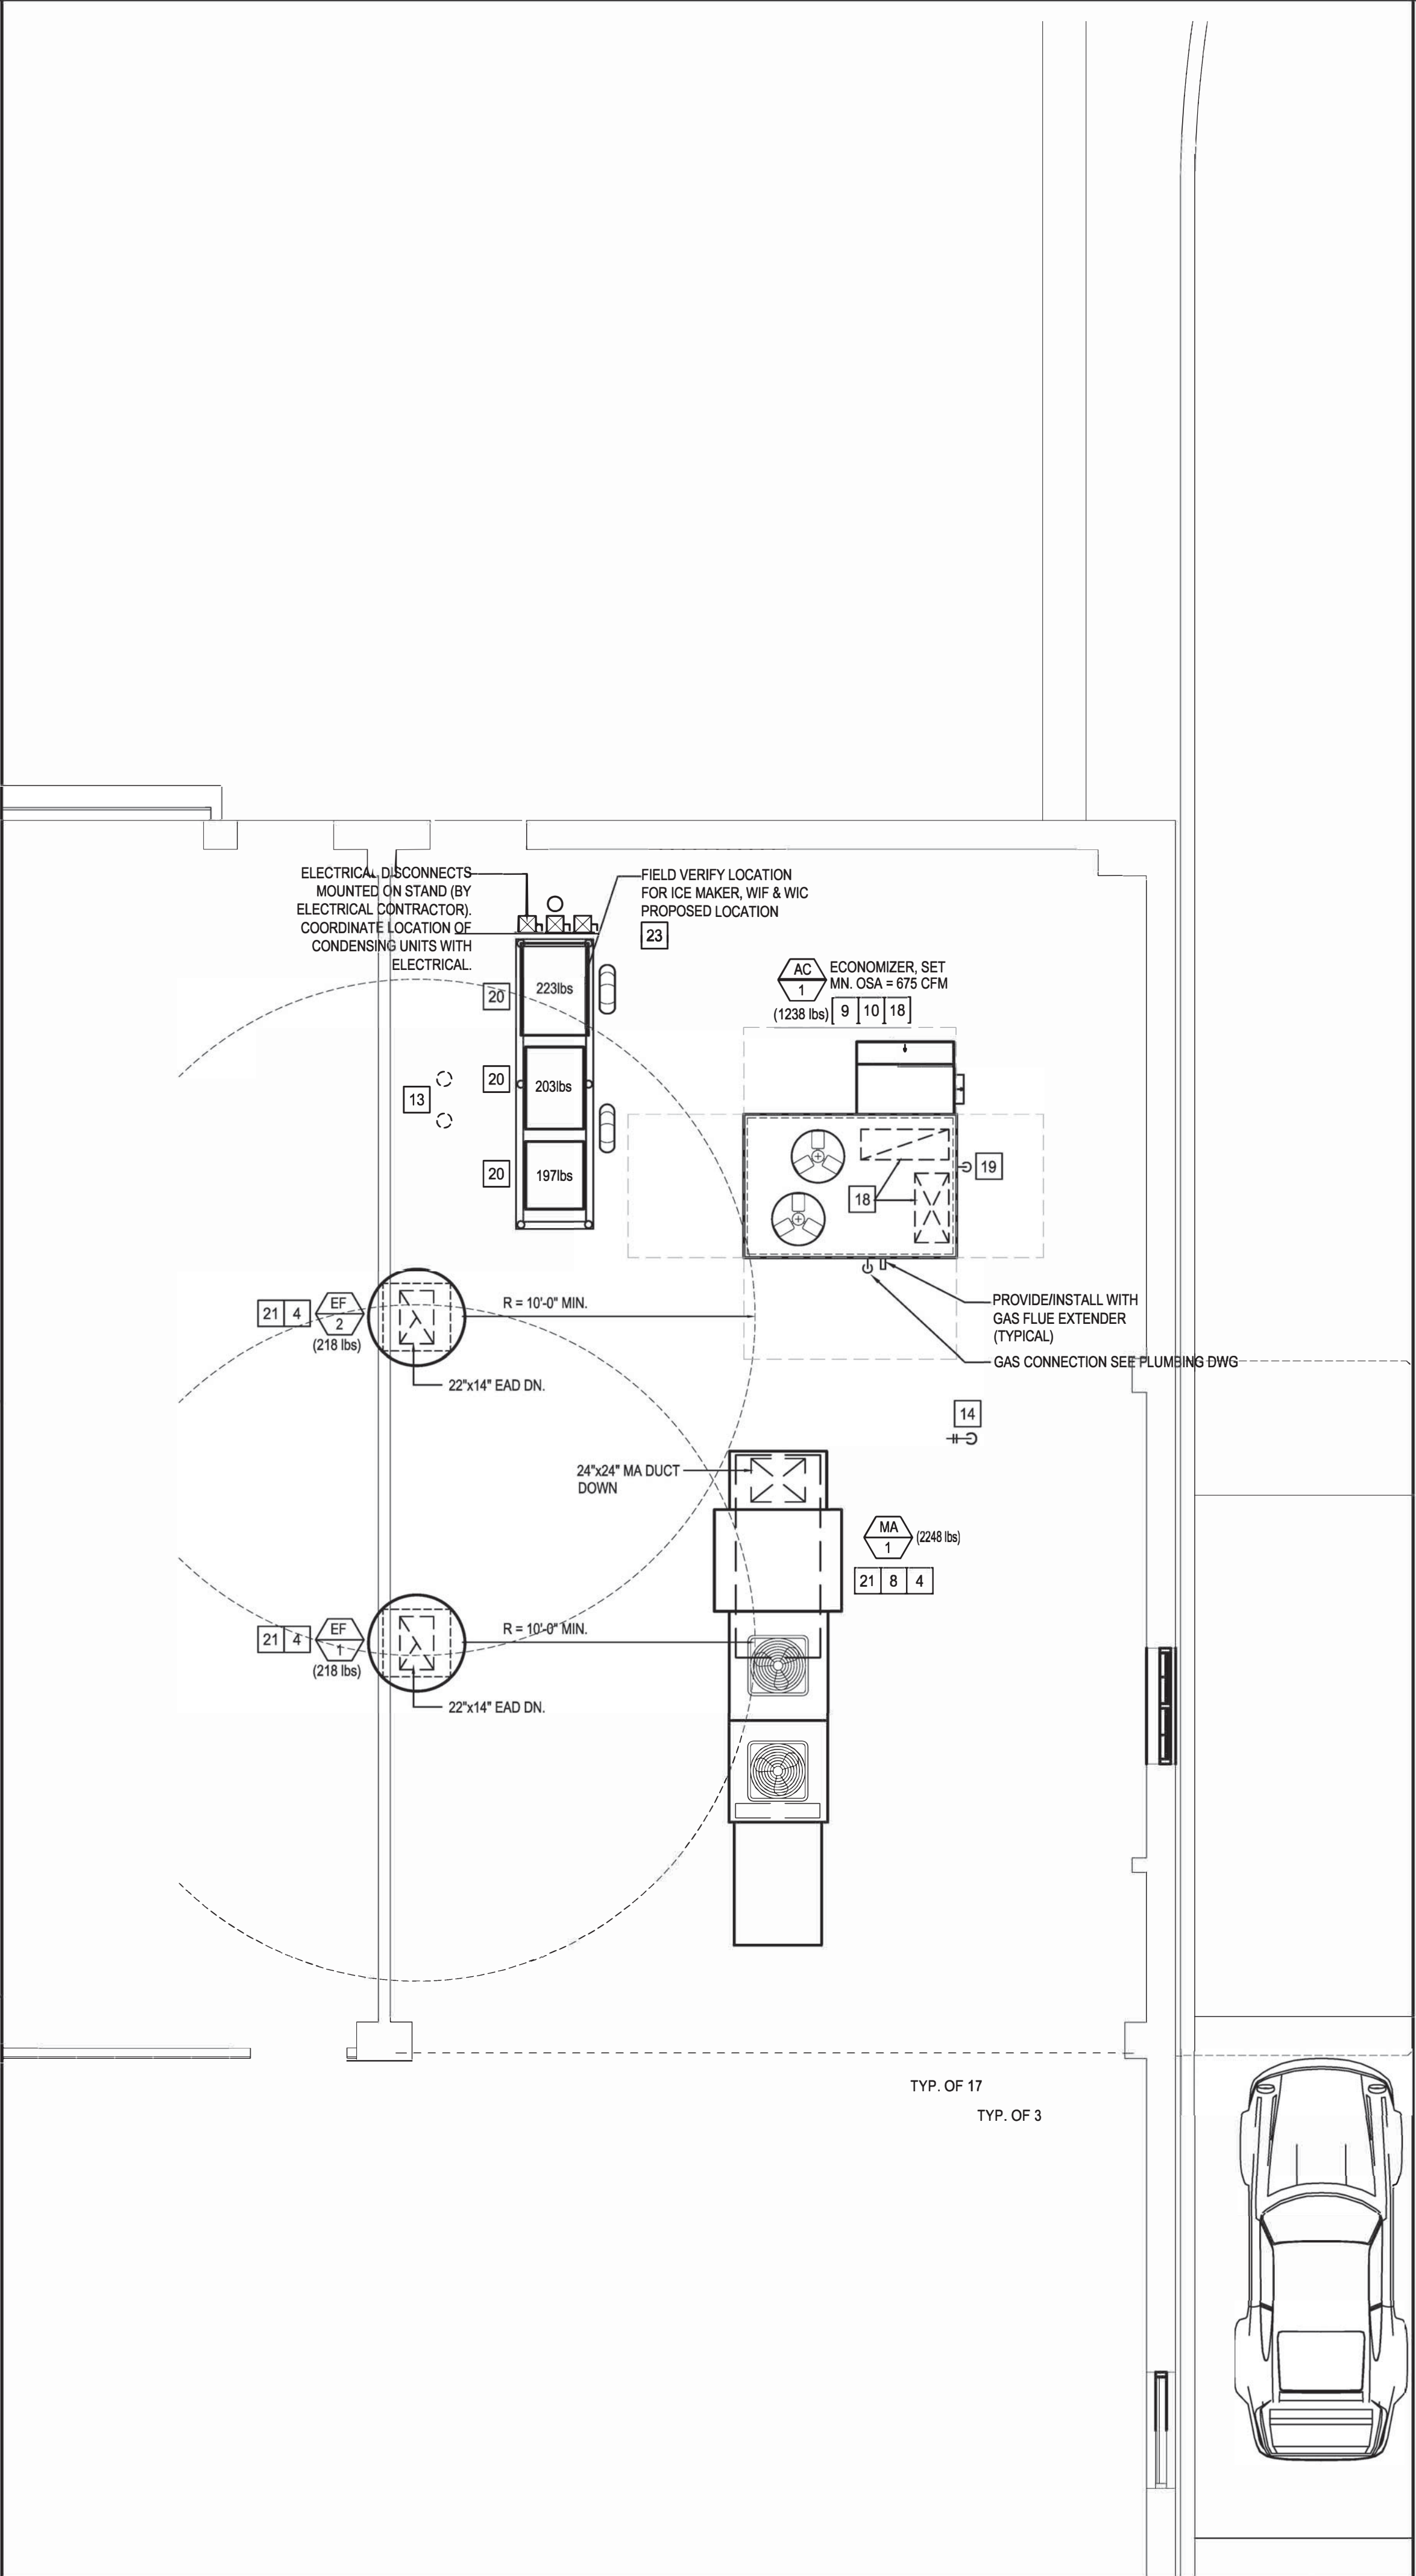 ELECTRICAL DISCONNECTS
MOUNTED ON STAND (BY
ELECTRICAL CONTRACTOR).
COORDINATE LOCATION OF
CONDENSING UNITS WITH
ELECTRICAL.
FIELD VERIFY LOCATION
FOR ICE MAKER, WIF & WIC
PROPOSED LOCATION
23
AC
1
ECONOMIZER, SET
MN. OSA = 675 CFM
(1238 lbs) 9 10 18
20
223lbs
20
203lbs
13
20
197lbs
19
18
21 4
EF
2
(218 lbs)
R = 10'-0" MIN.
22"x14" EAD DN.
PROVIDE/INSTALL WITH
GAS FLUE EXTENDER
(TYPICAL)
GAS CONNECTION SEE PLUMBING DWG
14
24"x24" MA DUCT
DOWN
MA
1
(2248 lbs)
21 8 4
21 4
EF
1
(218 lbs)
R = 10'-0" MIN.
22"x14" EAD DN.
TYP. OF 17
TYP. OF 3